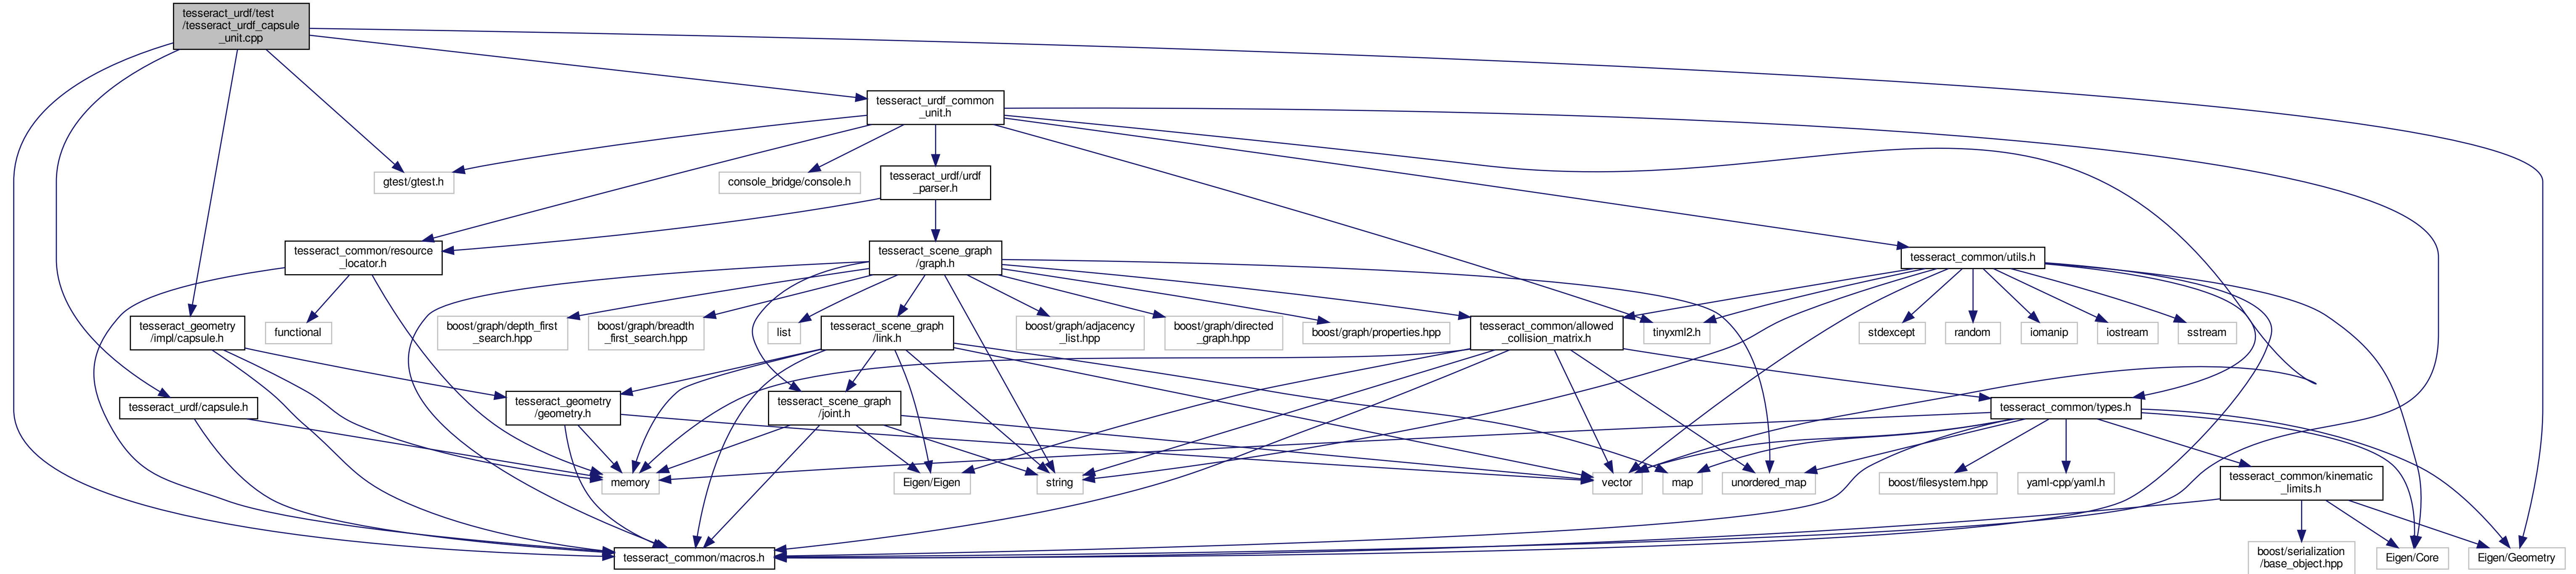 tesseract_urdf/test
/tesseract_urdf_capsule
_unit.cpp
tesseract_urdf_common
_unit.h
gtest/gtest.h
console_bridge/console.h
tesseract_urdf/urdf
_parser.h
tesseract_common/resource
_locator.h
tesseract_scene_graph
/graph.h
tesseract_common/utils.h
tesseract_geometry
/impl/capsule.h
functional
boost/graph/depth_first
_search.hpp
boost/graph/breadth
_first_search.hpp
list
tesseract_scene_graph
/link.h
boost/graph/adjacency
_list.hpp
boost/graph/directed
_graph.hpp
boost/graph/properties.hpp
tesseract_common/allowed
_collision_matrix.h
tinyxml2.h
stdexcept
random
iomanip
iostream
sstream
tesseract_urdf/capsule.h
tesseract_geometry
/geometry.h
tesseract_scene_graph
/joint.h
tesseract_common/types.h
memory
Eigen/Eigen
string
vector
map
unordered_map
boost/filesystem.hpp
yaml-cpp/yaml.h
tesseract_common/kinematic
_limits.h
tesseract_common/macros.h
boost/serialization
/base_object.hpp
Eigen/Core
Eigen/Geometry